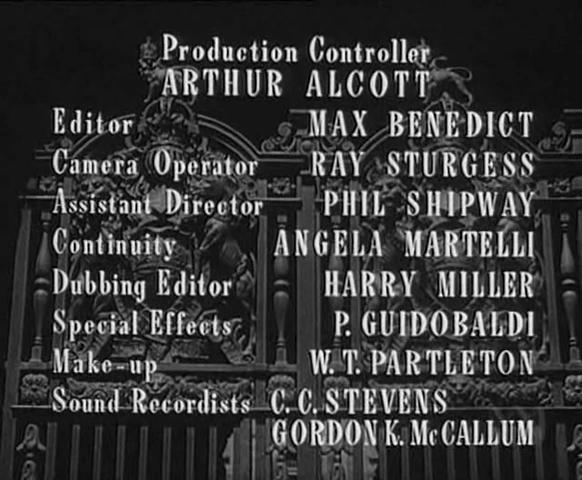 Production Controller
ARTHUR ALCOTT
Editor MAX BENEDICT
Camera Operator RAY STURGESS
Assistant Director PHIL SHIPWAY
Continuity ANGELA MARTELLI
Dubbing Editor HARRY MILLER
Special Effects P. GUIDOBALDI
Make-up W. T. PARTLETON
Sound Recordists C. C. STEVENS
GORDON K. McCALLUM